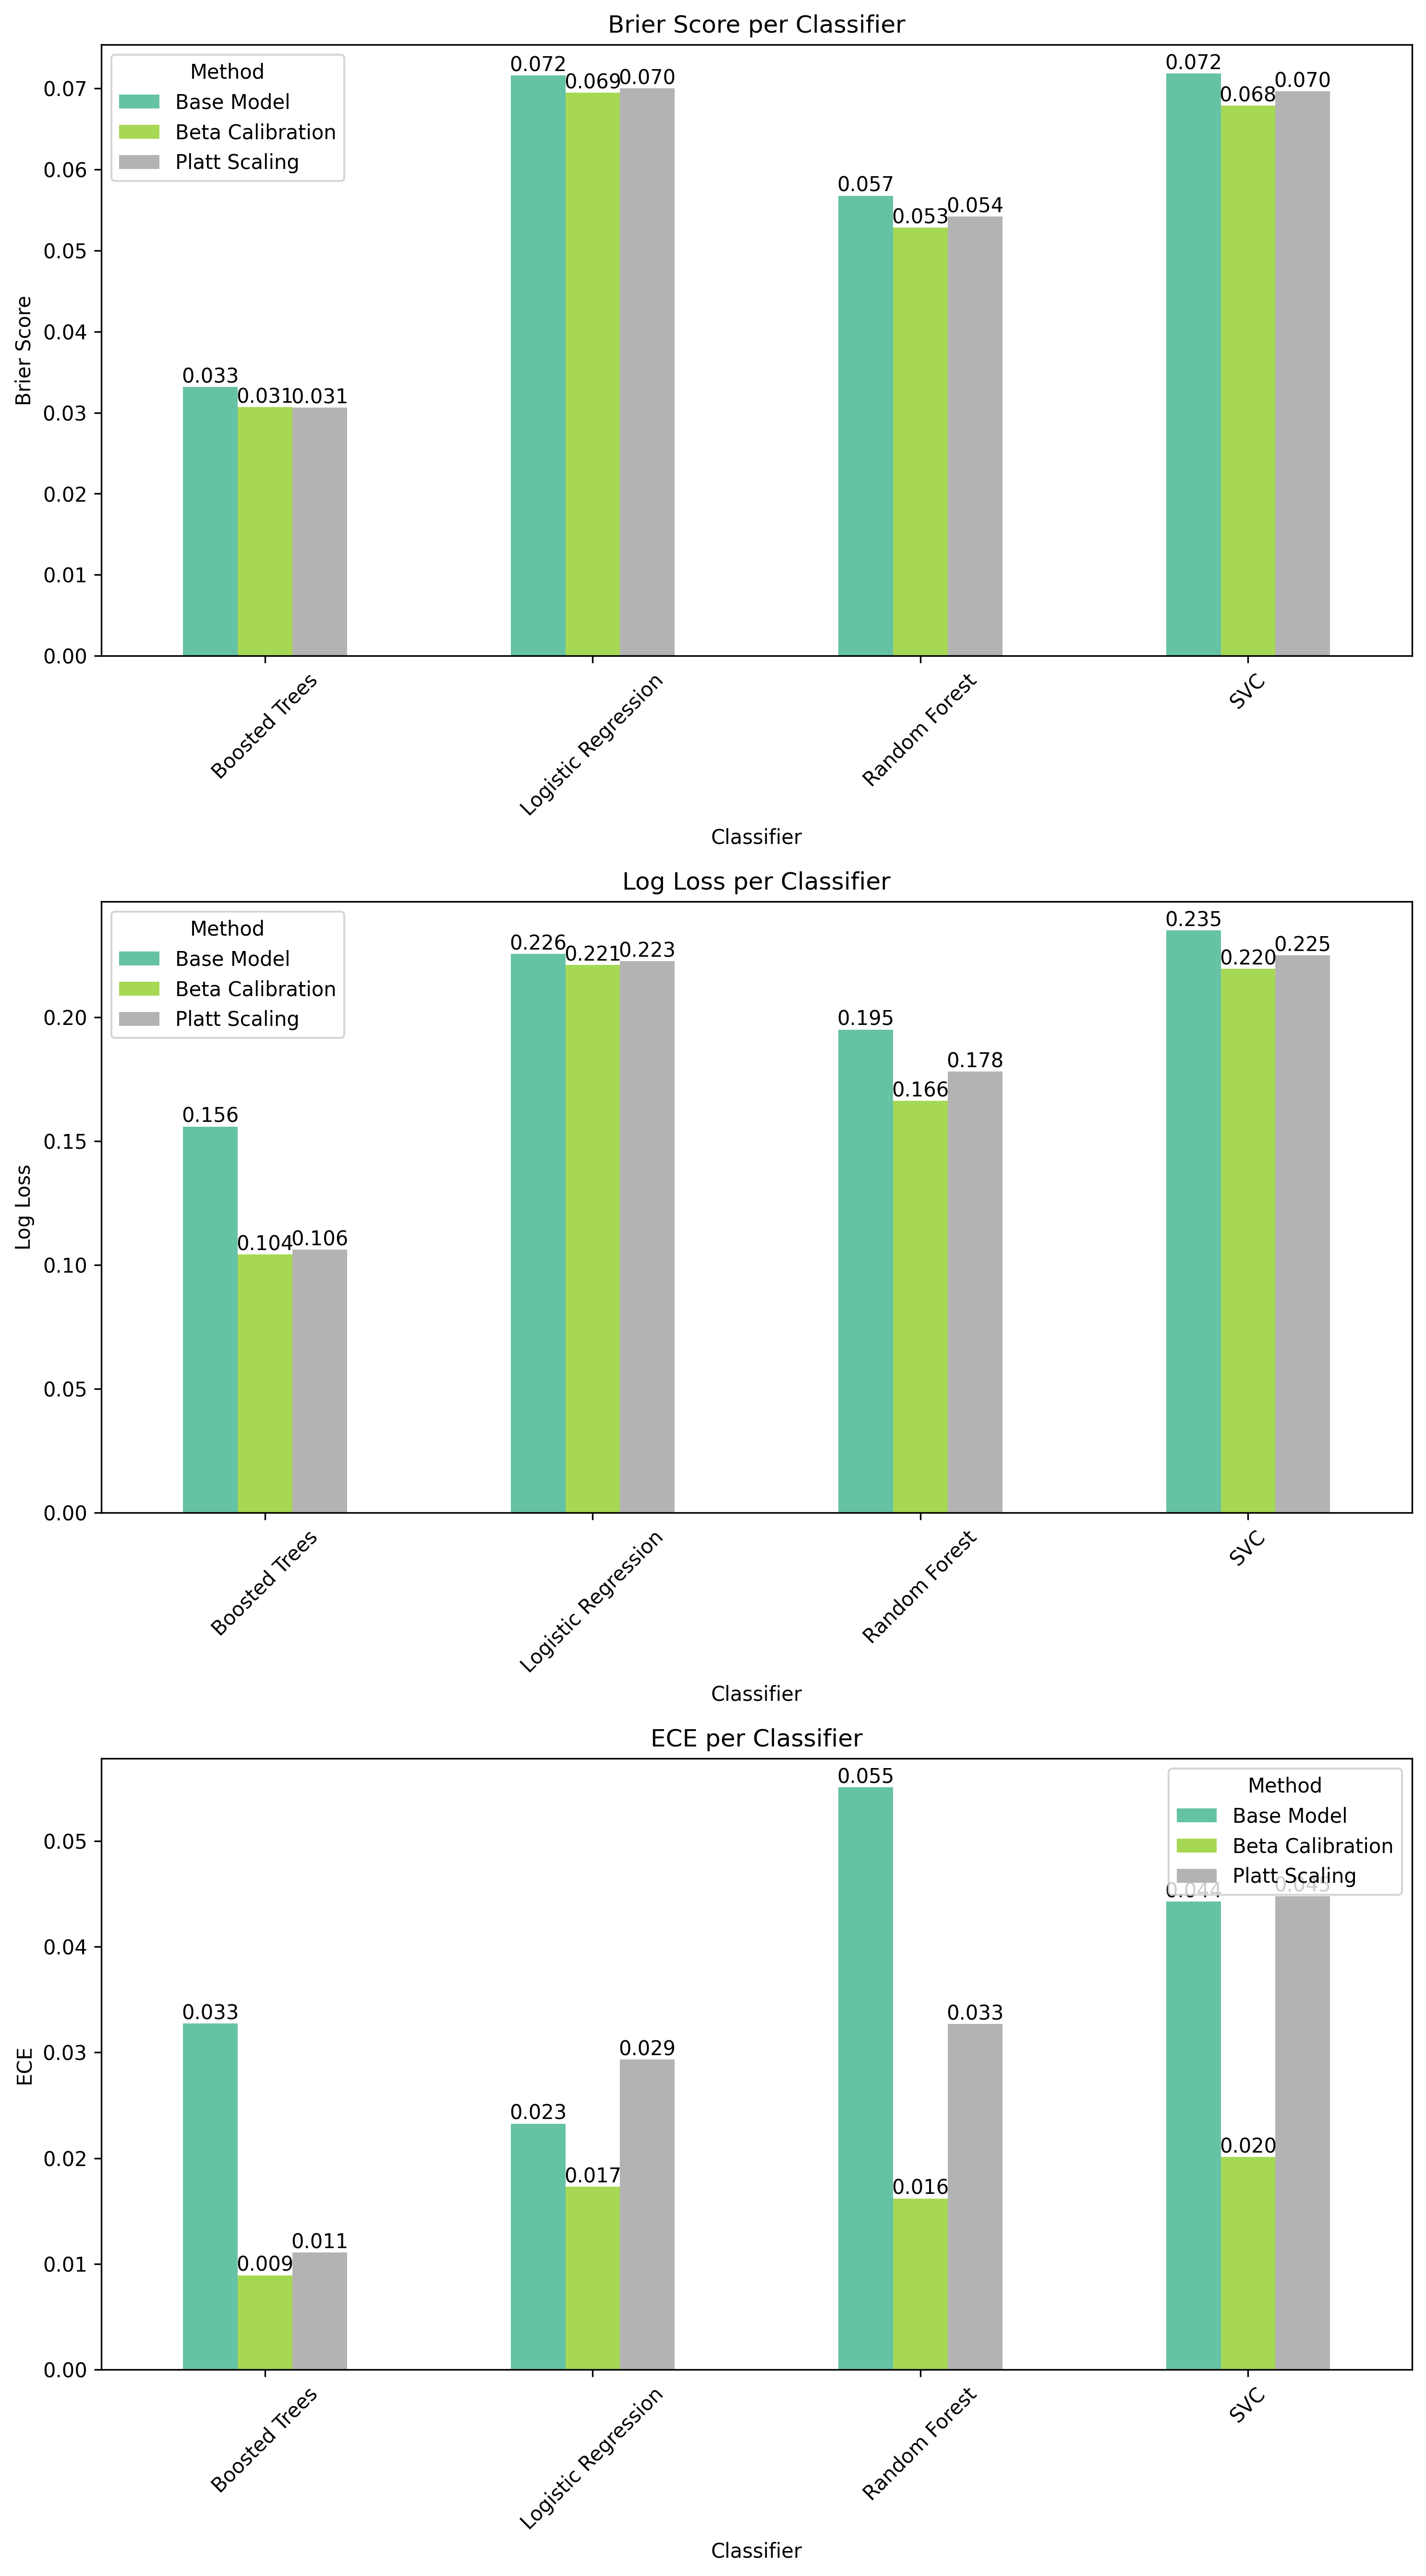 Brier Score per Classifier
Method
Base Model
Beta Calibration
Platt Scaling
0.033
0.031
0.031
0.072
0.069
0.070
0.057
0.053
0.054
0.072
0.068
0.070
0.07
0.06
0.05
0.04
0.03
0.02
0.01
0.00
Brier Score
Boosted Trees
Logistic Regression
Random Forest
SVC
Classifier
Log Loss per Classifier
Method
Base Model
Beta Calibration
Platt Scaling
0.156
0.104
0.106
0.226
0.221
0.223
0.195
0.166
0.178
0.235
0.220
0.225
0.20
0.15
0.10
0.05
0.00
Log Loss
Boosted Trees
Logistic Regression
Random Forest
SVC
Classifier
ECE per Classifier
Method
Base Model
Beta Calibration
Platt Scaling
0.033
0.009
0.011
0.023
0.017
0.029
0.055
0.016
0.033
0.044
0.020
0.045
0.05
0.04
0.03
0.02
0.01
0.00
ECE
Boosted Trees
Logistic Regression
Random Forest
SVC
Classifier